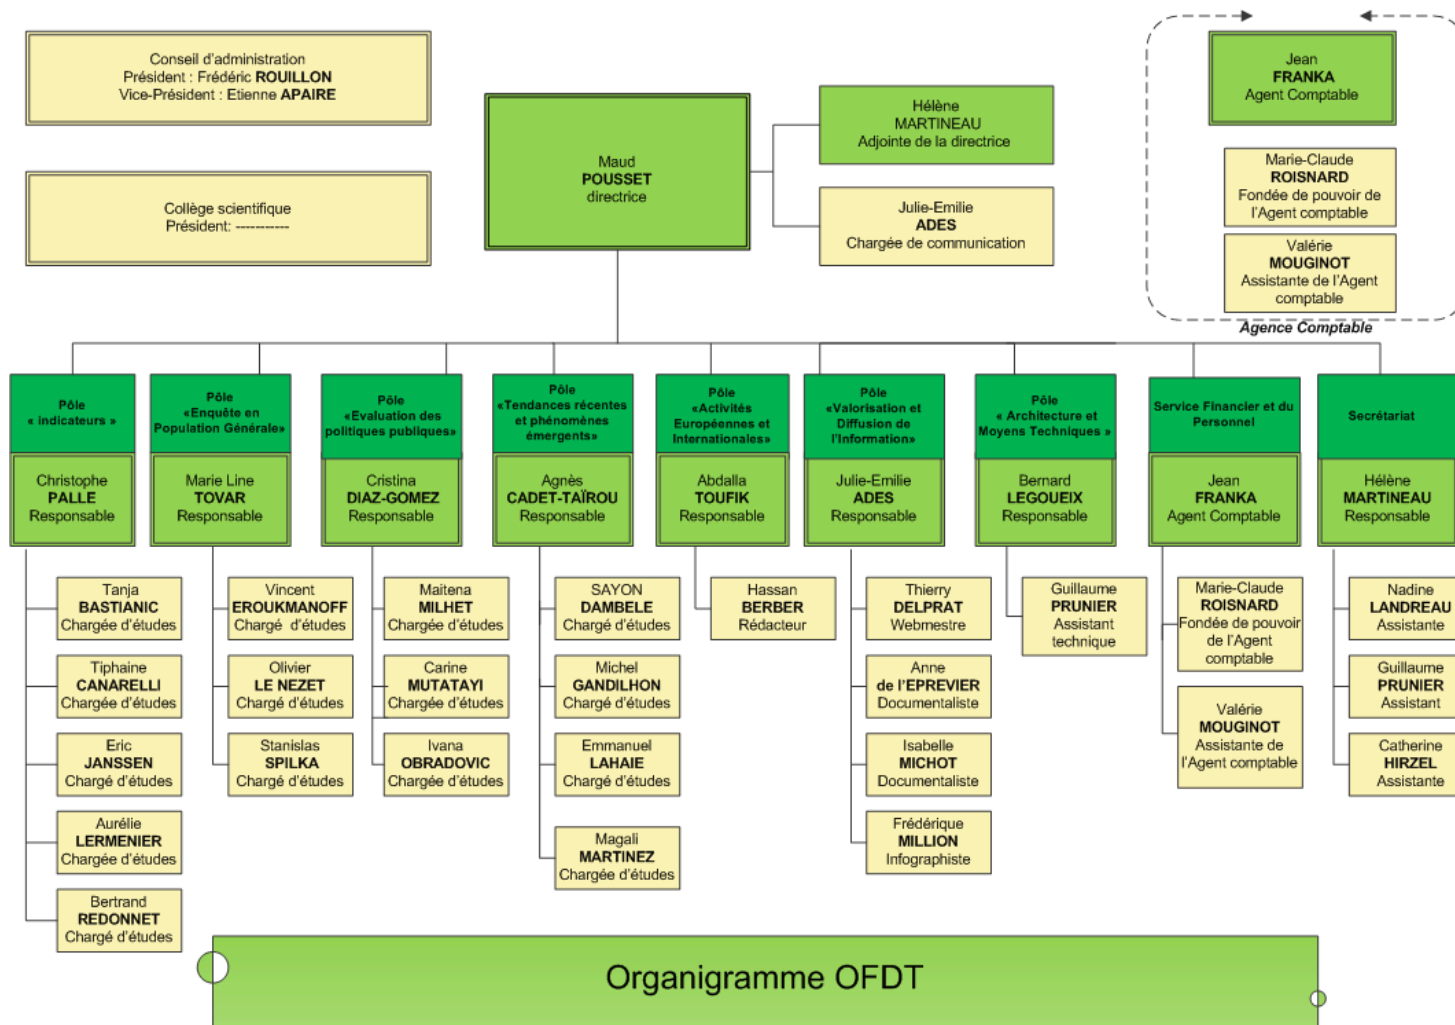 Conseil d'administration
Président : Frédéric ROUILLON
Vice-Président : Etienne APAIRE
Collège scientifique
Président: -----------
Maud
POUSSET
directrice
Hélène
MARTINEAU
Adjointe de la directrice
Julie-Emilie
ADES
Chargée de communication
Jean
FRANKA
Agent Comptable
Marie-Claude
ROISNARD
Fondée de pouvoir de
l'Agent comptable
Valérie
MOUGINOT
Assistante de l'Agent
comptable
Agence Comptable
Pôle
« indicateurs »
Christophe
PALLE
Responsable
Tanja
BASTIANIC
Chargée d'études
Tiphaine
CANARELLI
Chargée d'études
Eric
JANSSEN
Chargé d'études
Aurélie
LERMENIER
Chargée d'études
Bertrand
REDONNET
Chargé d'études
Pôle
«Enquête en
Population Générale»
Marie Line
TOVAR
Responsable
Vincent
EROUKMANOFF
Chargé d'études
Olivier
LE NEZET
Chargé d'études
Stanislas
SPILKA
Chargé d'études
Pôle
«Evaluation des
politiques publiques»
Cristina
DIAZ-GOMEZ
Responsable
Maitena
MILHET
Chargée d'études
Carine
MUTATAYI
Chargée d'études
Ivana
OBRADOVIC
Chargée d'études
Pôle
«Tendances récentes
et phénomènes
émergents»
Agnès
CADET-TAÏROU
Responsable
SAYON
DAMBELE
Chargée d'études
Michel
GANDILHON
Chargé d'études
Emmanuel
LAHAIE
Chargé d'études
Magali
MARTINEZ
Chargée d'études
Pôle
«Activités
Européennes et
Internationales»
Abdalla
TOUFIK
Responsable
Hassan
BERBER
Rédacteur
Pôle
«Valorisation et
Diffusion de
l'Information»
Julie-Emilie
ADES
Responsable
Thierry
DELPRAT
Webmestre
Anne
de l'EPREVIER
Documentaliste
Isabelle
MICHOT
Documentaliste
Frédérique
MILLION
Infographiste
Pôle
« Architecture et
Moyens Techniques »
Bernard
LEGOUEIX
Responsable
Guillaume
PRUNIER
Assistant
technique
Service Financier et du
Personnel
Jean
FRANKA
Agent Comptable
Marie-Claude
ROISNARD
Fondée de pouvoir
de l'Agent
comptable
Valérie
MOUGINOT
Assistante de
l'Agent comptable
Secrétariat
Hélène
MARTINEAU
Responsable
Nadine
LANDREAU
Assistante
Guillaume
PRUNIER
Assistant
Catherine
HIRZEL
Assistante
Organigramme OFDT